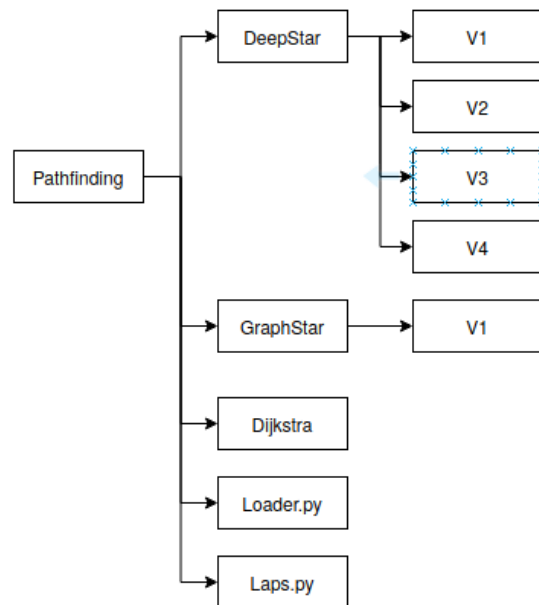 DeepStar
V1
V2
Pathfinding
V3
V4
GraphStar
V1
Dijkstra
Loader.py
Laps.py